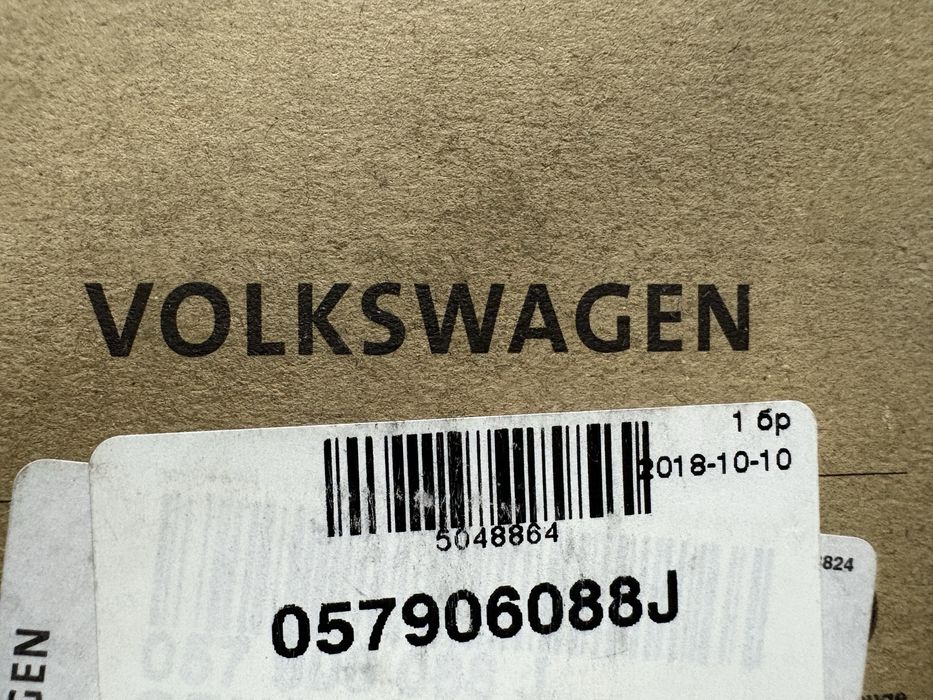 VOLKSWAGEN
1 бр
2018-10-10
5048864
057906088J
824
GEN